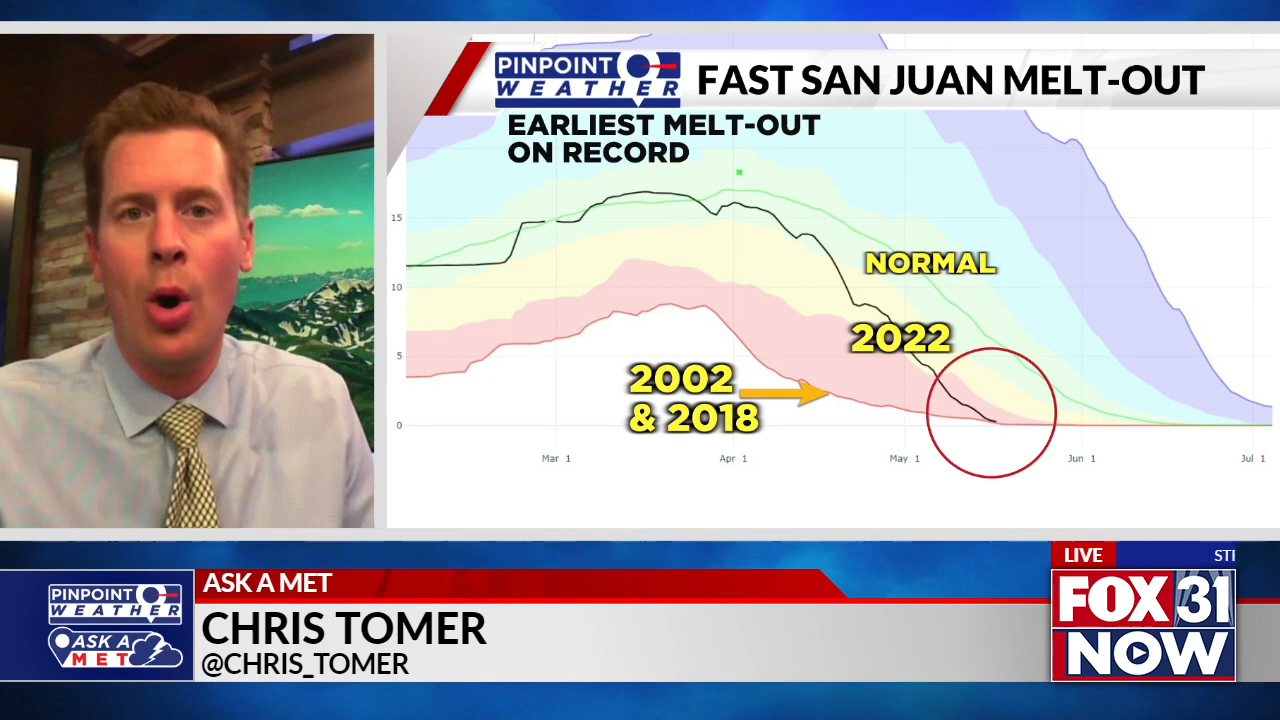 PINPOINT
WEATHER
FAST SAN JUAN MELT-OUT
EARLIEST MELT-OUT
ON RECORD
15
10
5
0
NORMAL
2022
2002
& 2018
Mar 1
Apr 1
May 1
Jun 1
Jul 1
LIVE
STI
ASK A MET
PINPOINT
WEATHER
ASK A
MET
CHRIS TOMER
@CHRIS_TOMER
FOX 31
NOW